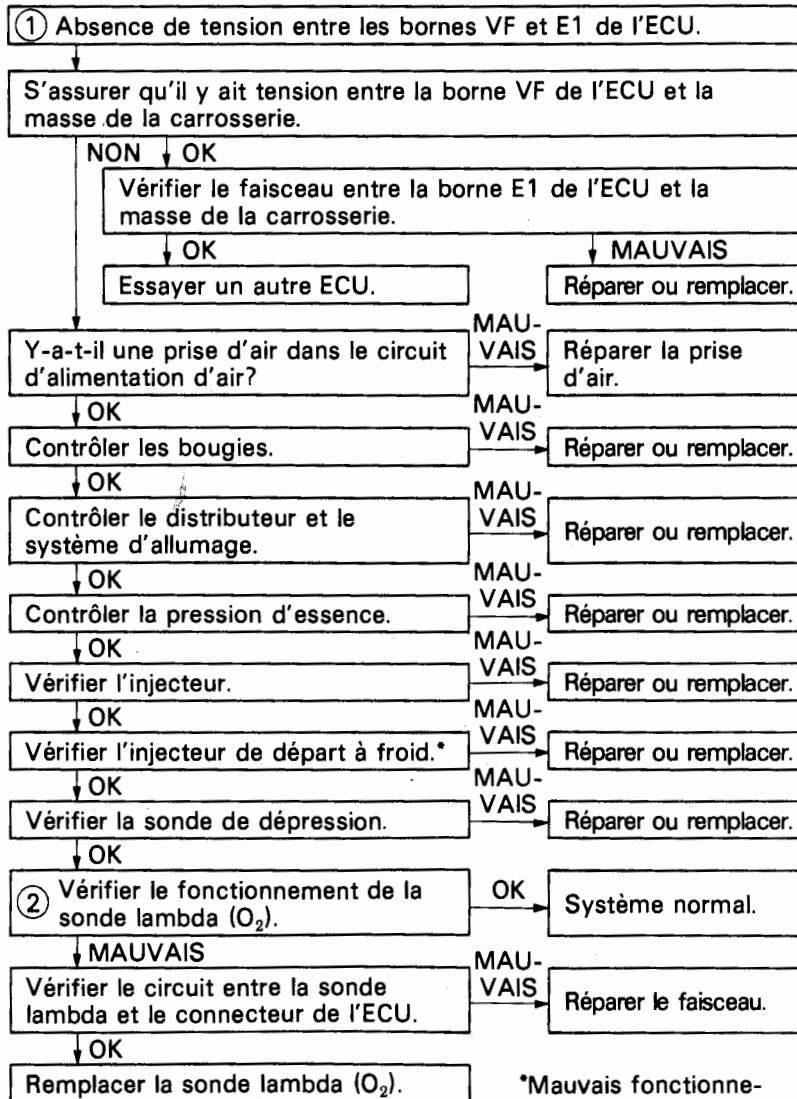 ① Absence de tension entre les bornes VF et E1 de l'ECU.
S'assurer qu'il y ait tension entre la borne VF de l'ECU et la
masse de la carrosserie.
NON OK
Vérifier le faisceau entre la borne E1 de l'ECU et la
masse de la carrosserie.
OK MAUVAIS
Essayer un autre ECU. Réparer ou remplacer.
Y-a-t-il une prise d'air dans le circuit
d'alimentation d'air?
MAU-
VAIS
Réparer la prise
d'air.
OK
Contrôler les bougies.
MAU-
VAIS
Réparer ou remplacer.
OK
Contrôler le distributeur et le
système d'allumage.
MAU-
VAIS
Réparer ou remplacer.
OK
Contrôler la pression d'essence.
MAU-
VAIS
Réparer ou remplacer.
OK
Vérifier l'injecteur.
MAU-
VAIS
Réparer ou remplacer.
OK
Vérifier l'injecteur de départ à froid.*
MAU-
VAIS
Réparer ou remplacer.
OK
Vérifier la sonde de dépression.
MAU-
VAIS
Réparer ou remplacer.
OK
② Vérifier le fonctionnement de la
sonde lambda (O₂).
OK
Système normal.
MAUVAIS
Vérifier le circuit entre la sonde
lambda et le connecteur de l'ECU.
MAU-
VAIS
Réparer le faisceau.
OK
Remplacer la sonde lambda (O₂).
*Mauvais fonctionne-